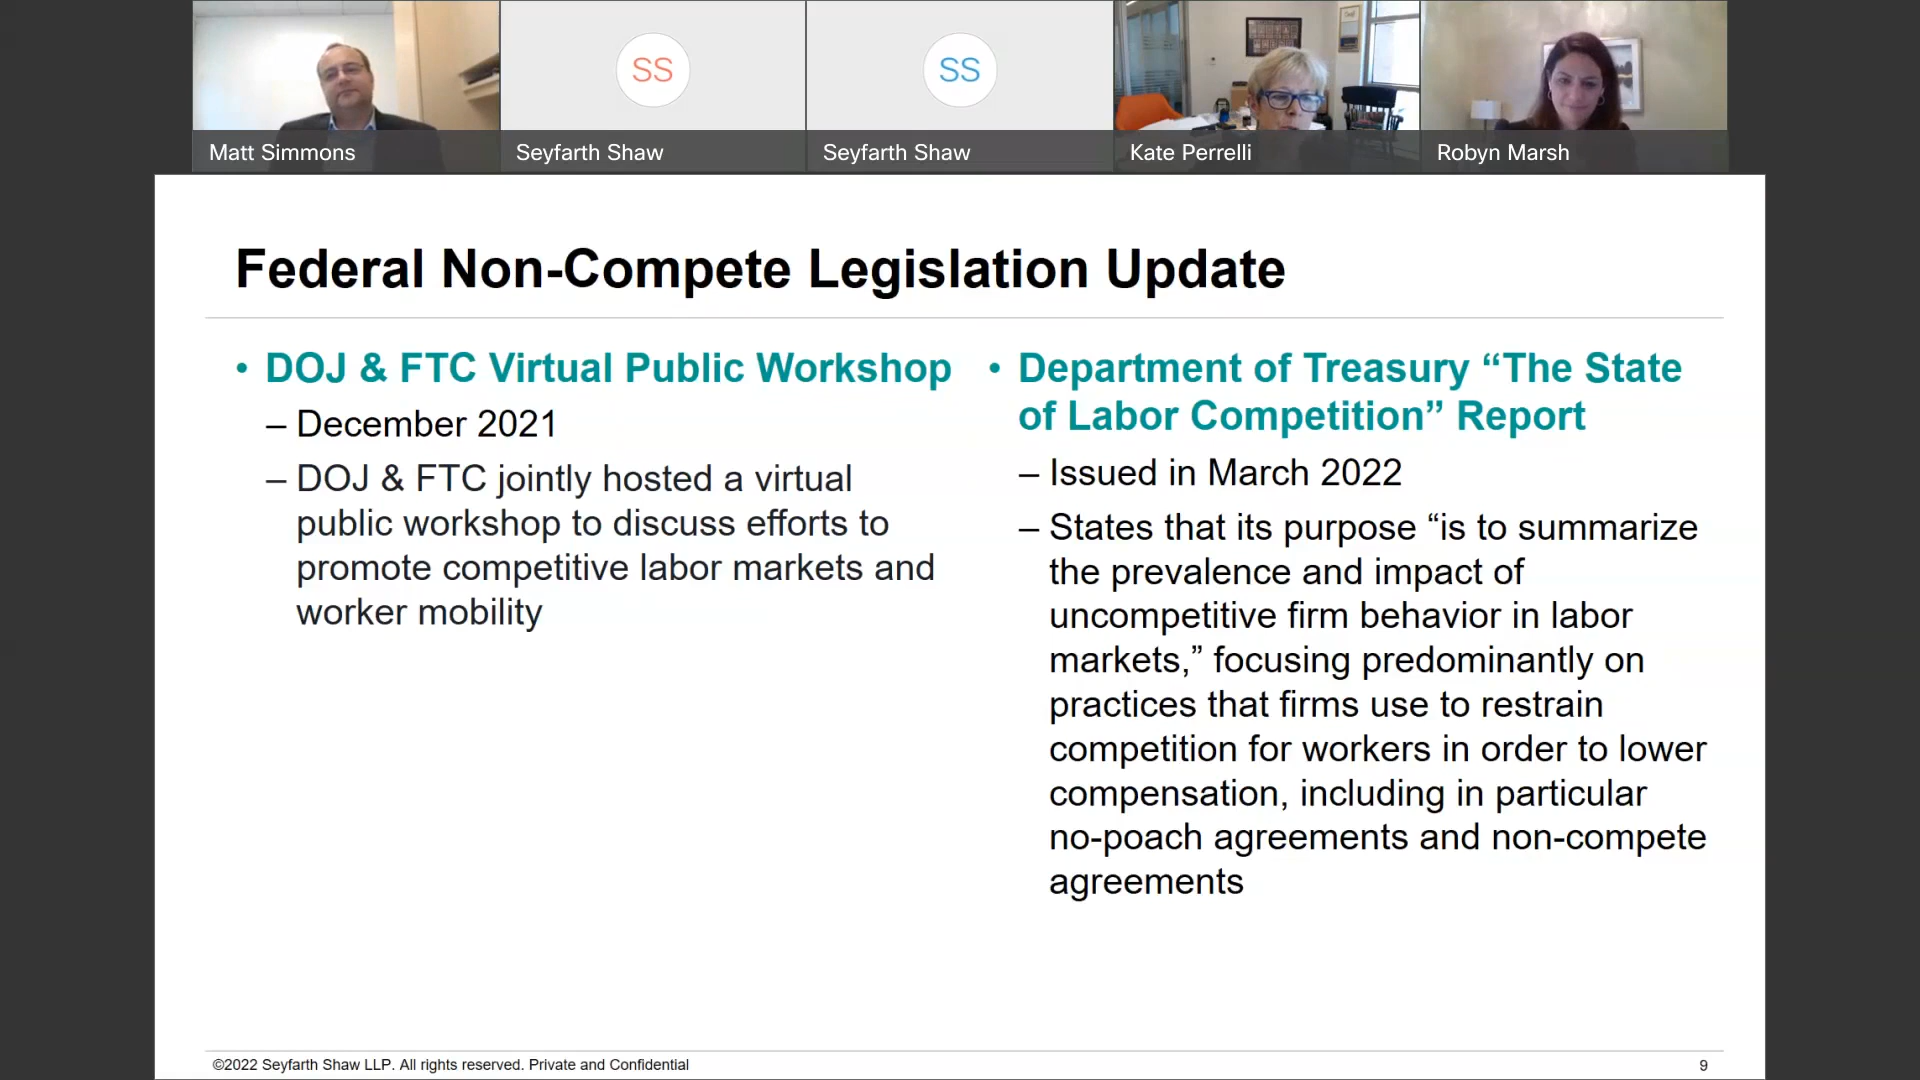 SS
SS
Matt Simmons
Seyfarth Shaw
Seyfarth Shaw
Kate Perrelli
Robyn Marsh
Federal Non-Compete Legislation Update
• DOJ & FTC Virtual Public Workshop
– December 2021
– DOJ & FTC jointly hosted a virtual
public workshop to discuss efforts to
promote competitive labor markets and
worker mobility
• Department of Treasury “The State
of Labor Competition” Report
– Issued in March 2022
– States that its purpose “is to summarize
the prevalence and impact of
uncompetitive firm behavior in labor
markets,” focusing predominantly on
practices that firms use to restrain
competition for workers in order to lower
compensation, including in particular
no-poach agreements and non-compete
agreements
©2022 Seyfarth Shaw LLP. All rights reserved. Private and Confidential
9